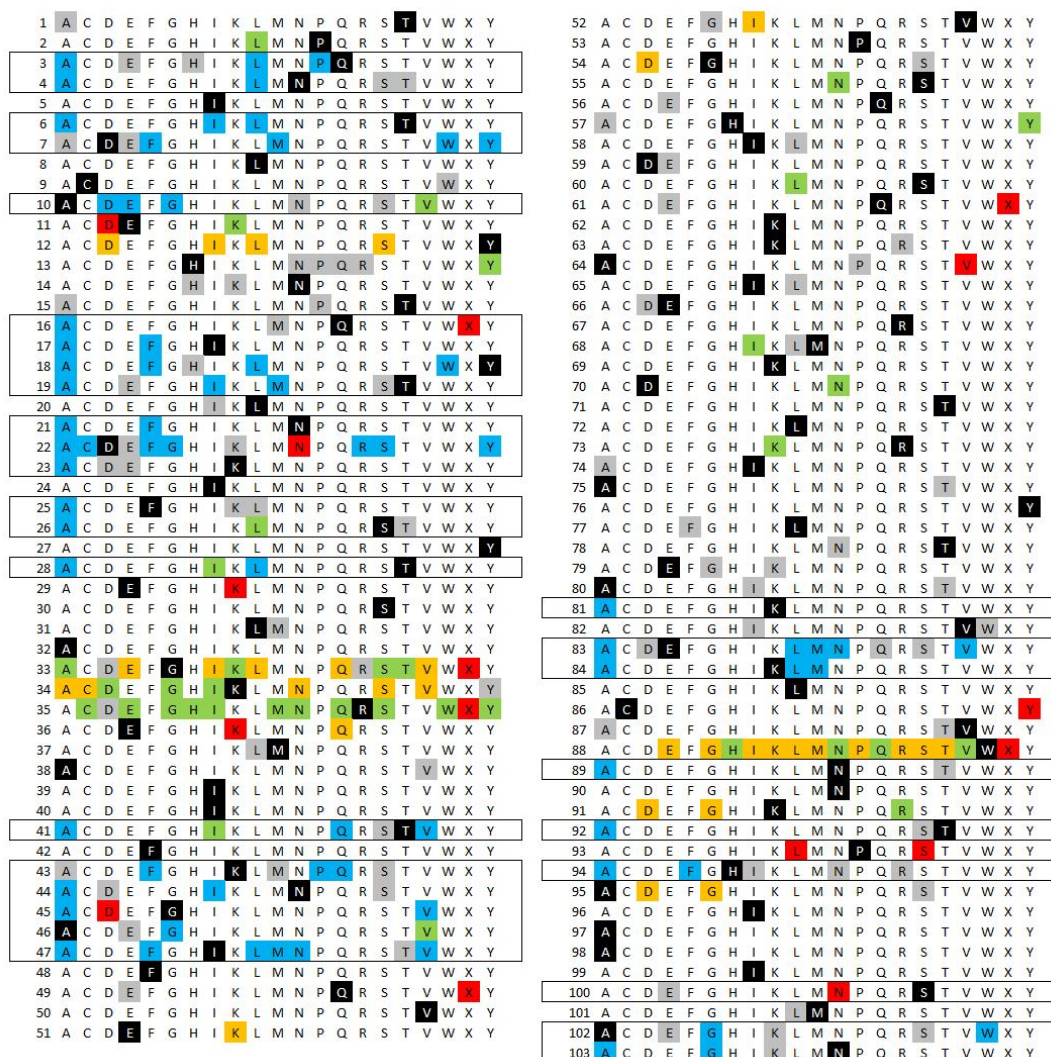 1 A C D E F G H I K L M N P Q R S T V W X Y
2 A C D E F G H I K L M N P Q R S T V W X Y
3 A C D E F G H I K L M N P Q R S T V W X Y
4 A C D E F G H I K L M N P Q R S T V W X Y
5 A C D E F G H I K L M N P Q R S T V W X Y
6 A C D E F G H I K L M N P Q R S T V W X Y
7 A C D E F G H I K L M N P Q R S T V W X Y
8 A C D E F G H I K L M N P Q R S T V W X Y
9 A C D E F G H I K L M N P Q R S T V W X Y
10 A C D E F G H I K L M N P Q R S T V W X Y
11 A C D E F G H I K L M N P Q R S T V W X Y
12 A C D E F G H I K L M N P Q R S T V W X Y
13 A C D E F G H I K L M N P Q R S T V W X Y
14 A C D E F G H I K L M N P Q R S T V W X Y
15 A C D E F G H I K L M N P Q R S T V W X Y
16 A C D E F G H I K L M N P Q R S T V W X Y
17 A C D E F G H I K L M N P Q R S T V W X Y
18 A C D E F G H I K L M N P Q R S T V W X Y
19 A C D E F G H I K L M N P Q R S T V W X Y
20 A C D E F G H I K L M N P Q R S T V W X Y
21 A C D E F G H I K L M N P Q R S T V W X Y
22 A C D E F G H I K L M N P Q R S T V W X Y
23 A C D E F G H I K L M N P Q R S T V W X Y
24 A C D E F G H I K L M N P Q R S T V W X Y
25 A C D E F G H I K L M N P Q R S T V W X Y
26 A C D E F G H I K L M N P Q R S T V W X Y
27 A C D E F G H I K L M N P Q R S T V W X Y
28 A C D E F G H I K L M N P Q R S T V W X Y
29 A C D E F G H I K L M N P Q R S T V W X Y
30 A C D E F G H I K L M N P Q R S T V W X Y
31 A C D E F G H I K L M N P Q R S T V W X Y
32 A C D E F G H I K L M N P Q R S T V W X Y
33 A C D E F G H I K L M N P Q R S T V W X Y
34 A C D E F G H I K L M N P Q R S T V W X Y
35 A C D E F G H I K L M N P Q R S T V W X Y
36 A C D E F G H I K L M N P Q R S T V W X Y
37 A C D E F G H I K L M N P Q R S T V W X Y
38 A C D E F G H I K L M N P Q R S T V W X Y
39 A C D E F G H I K L M N P Q R S T V W X Y
40 A C D E F G H I K L M N P Q R S T V W X Y
41 A C D E F G H I K L M N P Q R S T V W X Y
42 A C D E F G H I K L M N P Q R S T V W X Y
43 A C D E F G H I K L M N P Q R S T V W X Y
44 A C D E F G H I K L M N P Q R S T V W X Y
45 A C D E F G H I K L M N P Q R S T V W X Y
46 A C D E F G H I K L M N P Q R S T V W X Y
47 A C D E F G H I K L M N P Q R S T V W X Y
48 A C D E F G H I K L M N P Q R S T V W X Y
49 A C D E F G H I K L M N P Q R S T V W X Y
50 A C D E F G H I K L M N P Q R S T V W X Y
51 A C D E F G H I K L M N P Q R S T V W X Y
52 A C D E F G H I K L M N P Q R S T V W X Y
53 A C D E F G H I K L M N P Q R S T V W X Y
54 A C D E F G H I K L M N P Q R S T V W X Y
55 A C D E F G H I K L M N P Q R S T V W X Y
56 A C D E F G H I K L M N P Q R S T V W X Y
57 A C D E F G H I K L M N P Q R S T V W X Y
58 A C D E F G H I K L M N P Q R S T V W X Y
59 A C D E F G H I K L M N P Q R S T V W X Y
60 A C D E F G H I K L M N P Q R S T V W X Y
61 A C D E F G H I K L M N P Q R S T V W X Y
62 A C D E F G H I K L M N P Q R S T V W X Y
63 A C D E F G H I K L M N P Q R S T V W X Y
64 A C D E F G H I K L M N P Q R S T V W X Y
65 A C D E F G H I K L M N P Q R S T V W X Y
66 A C D E F G H I K L M N P Q R S T V W X Y
67 A C D E F G H I K L M N P Q R S T V W X Y
68 A C D E F G H I K L M N P Q R S T V W X Y
69 A C D E F G H I K L M N P Q R S T V W X Y
70 A C D E F G H I K L M N P Q R S T V W X Y
71 A C D E F G H I K L M N P Q R S T V W X Y
72 A C D E F G H I K L M N P Q R S T V W X Y
73 A C D E F G H I K L M N P Q R S T V W X Y
74 A C D E F G H I K L M N P Q R S T V W X Y
75 A C D E F G H I K L M N P Q R S T V W X Y
76 A C D E F G H I K L M N P Q R S T V W X Y
77 A C D E F G H I K L M N P Q R S T V W X Y
78 A C D E F G H I K L M N P Q R S T V W X Y
79 A C D E F G H I K L M N P Q R S T V W X Y
80 A C D E F G H I K L M N P Q R S T V W X Y
81 A C D E F G H I K L M N P Q R S T V W X Y
82 A C D E F G H I K L M N P Q R S T V W X Y
83 A C D E F G H I K L M N P Q R S T V W X Y
84 A C D E F G H I K L M N P Q R S T V W X Y
85 A C D E F G H I K L M N P Q R S T V W X Y
86 A C D E F G H I K L M N P Q R S T V W X Y
87 A C D E F G H I K L M N P Q R S T V W X Y
88 A C D E F G H I K L M N P Q R S T V W X Y
89 A C D E F G H I K L M N P Q R S T V W X Y
90 A C D E F G H I K L M N P Q R S T V W X Y
91 A C D E F G H I K L M N P Q R S T V W X Y
92 A C D E F G H I K L M N P Q R S T V W X Y
93 A C D E F G H I K L M N P Q R S T V W X Y
94 A C D E F G H I K L M N P Q R S T V W X Y
95 A C D E F G H I K L M N P Q R S T V W X Y
96 A C D E F G H I K L M N P Q R S T V W X Y
97 A C D E F G H I K L M N P Q R S T V W X Y
98 A C D E F G H I K L M N P Q R S T V W X Y
99 A C D E F G H I K L M N P Q R S T V W X Y
100 A C D E F G H I K L M N P Q R S T V W X Y
101 A C D E F G H I K L M N P Q R S T V W X Y
102 A C D E F G H I K L M N P Q R S T V W X Y
103 A C D E F G H I K L M N P Q R S T V W X Y